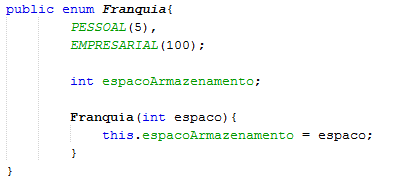 public enum Franquia{
PESSOAL(5),
EMPRESARIAL(100);
int espacoArmazenamento;
Franquia(int espaco){
this.espacoArmazenamento = espaco;
}
}